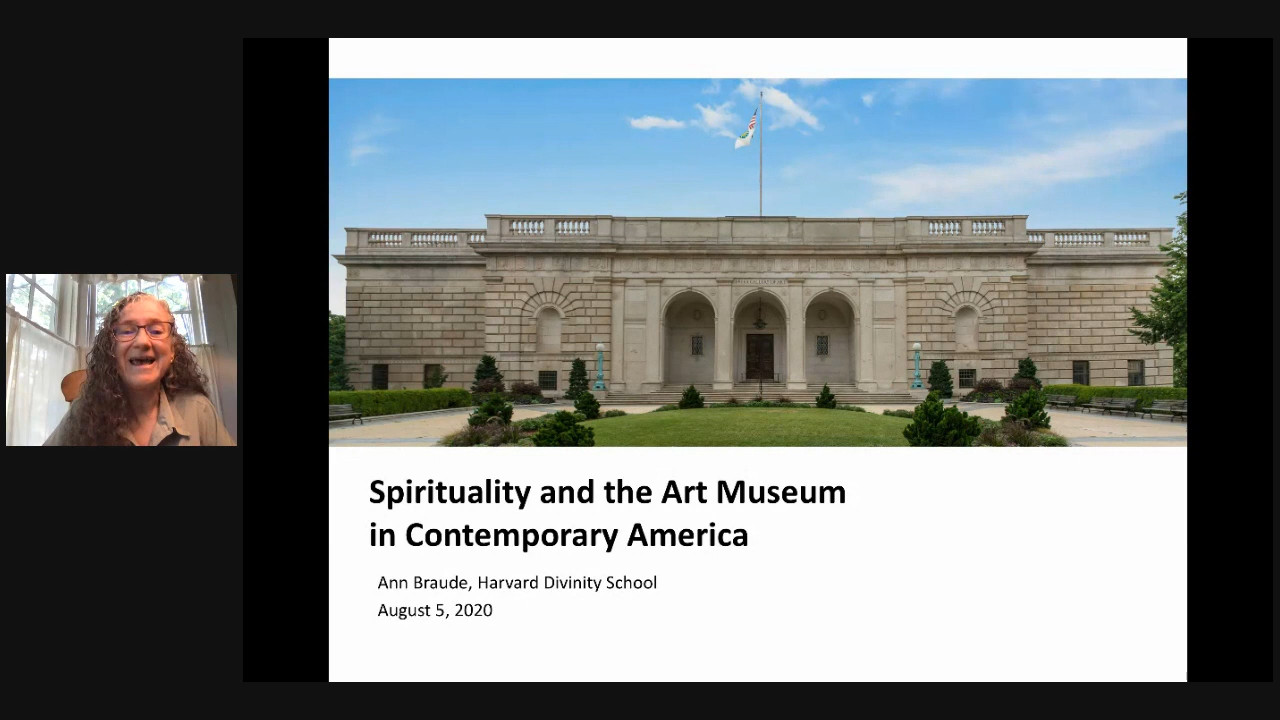 Spirituality and the Art Museum
in Contemporary America
Ann Braude, Harvard Divinity School
August 5, 2020